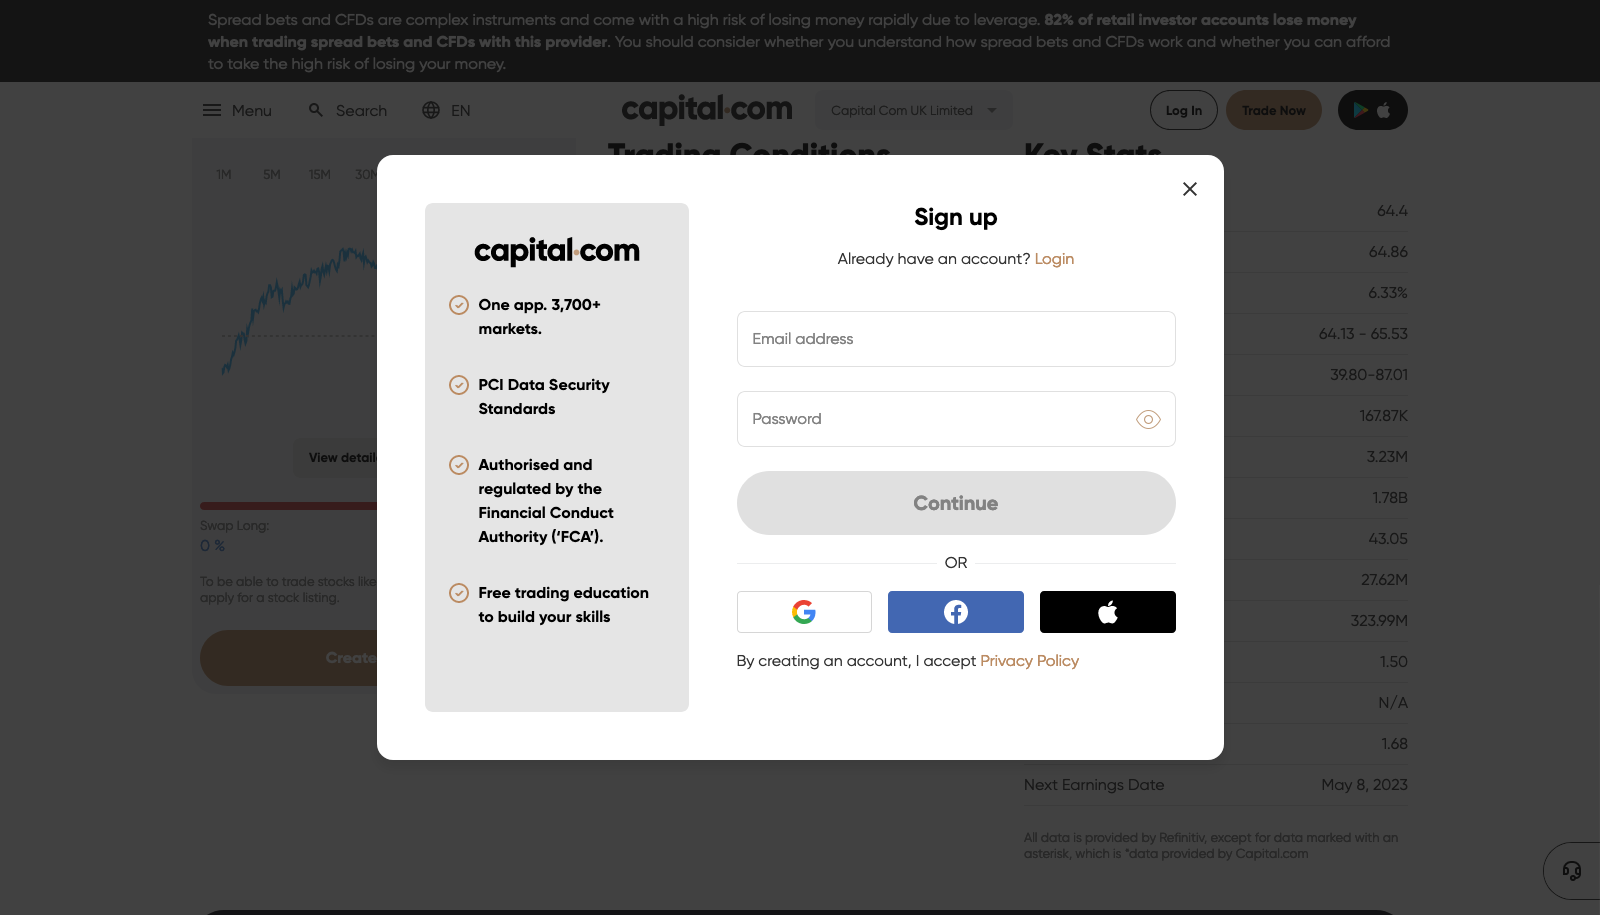 Spread bets and CFDs are complex instruments and come with a high risk of losing money rapidly due to leverage. 82% of retail investor accounts lose money
when trading spread bets and CFDs with this provider. You should consider whether you understand how spread bets and CFDs work and whether you can afford
to take the high risk of losing your money.
Menu
Search
EN
capital.com
Capital Com UK Limited
Log In
Trade Now
Trading Conditions
Key Stats
1M
5M
15M
View
Swap Long:
0 %
To be able to trade stocks like
apply for a stock listing.
Create
capital.com
One app. 3,700+
markets.
PCI Data Security
Standards
Authorised and
regulated by the
Financial Conduct
Authority (‘FCA’).
Free trading education
to build your skills
Sign up
Already have an account? Login
Email address
Password
Continue
OR
By creating an account, I accept Privacy Policy
64.4
64.86
6.33%
64.13 - 65.53
39.80-87.01
167.87K
3.23M
1.78B
43.05
27.62M
323.99M
1.50
N/A
1.68
Next Earnings Date
May 8, 2023
All data is provided by Refinitiv, except for data marked with an
asterisk, which is *data provided by Capital.com